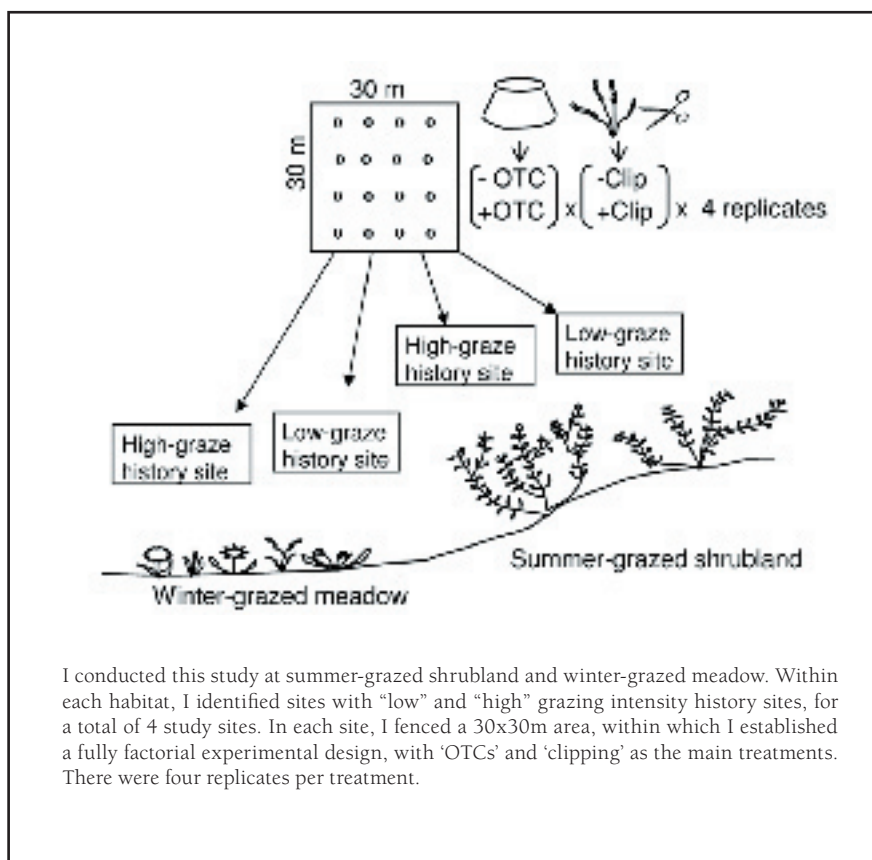 30 m
30 m
- OTC
+OTC
x
-Clip
+Clip
x 4 replicates
High-graze
history site
Low-graze
history site
High-graze
history site
Low-graze
history site
Summer-grazed shrubland
Winter-grazed meadow
I conducted this study at summer-grazed shrubland and winter-grazed meadow. Within
each habitat, I identified sites with “low” and “high” grazing intensity history sites, for
a total of 4 study sites. In each site, I fenced a 30x30m area, within which I established
a fully factorial experimental design, with ‘OTCs’ and ‘clipping’ as the main treatments.
There were four replicates per treatment.